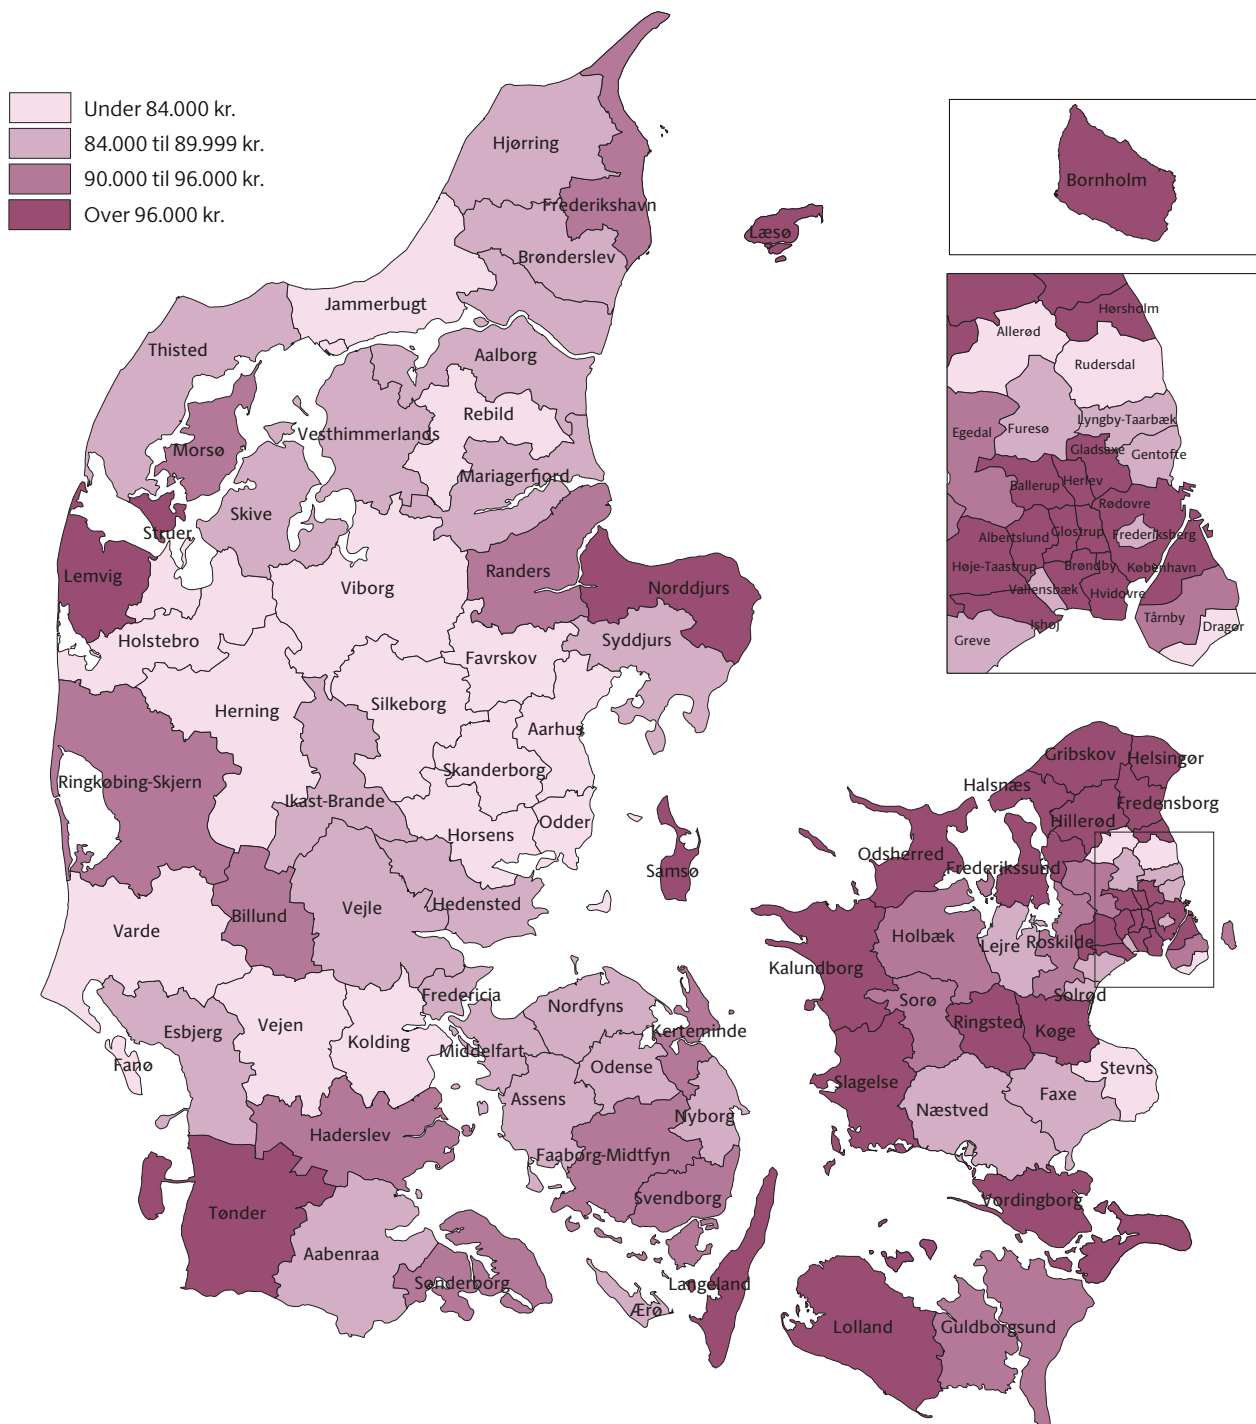 Under 84.000 kr.
84.000 til 89.999 kr.
90.000 til 96.000 kr.
Over 96.000 kr.
Hjørring
Frederikshavn
Læsø
Brønderslev
Jammerbugt
Thisted
Aalborg
Rebild
Vesthimmerlands
Morsø
Mariagerfjord
Skive
Struer
Lemvig
Viborg
Randers
Norddjurs
Holstebro
Syddjurs
Favrskov
Herning
Silkeborg
Aarhus
Skanderborg
Ringkøbing-Skjern
Ikast-Brande
Horsens
Odder
Samsø
Hedensted
Billund
Vejle
Varde
Fredericia
Nordfyns
Esbjerg
Vejen
Kolding
Middelfart
Kerteminde
Fanø
Odense
Assens
Nyborg
Haderslev
Faaborg-Midtfyn
Svendborg
Tønder
Aabenraa
Sønderborg
Langeland
Ærø
Bornholm
Hørsholm
Allerød
Rudersdal
Lyngby-Taarbæk
Egedal
Furesø
Gladsaxe
Gentofte
Ballerup
Herlev
Rødovre
Albertslund
Glostrup
Frederiksberg
Høje-Taastrup
Brøndby
København
Vallensbæk
Hvidovre
Ishøj
Tårnby
Dragør
Greve
Gribskov
Helsingør
Halsnæs
Fredensborg
Hillerød
Odsherred
Frederikssund
Holbæk
Lejre
Roskilde
Kalundborg
Solrød
Sorø
Ringsted
Køge
Stevns
Slagelse
Faxe
Næstved
Vordingborg
Lolland
Guldborgsund